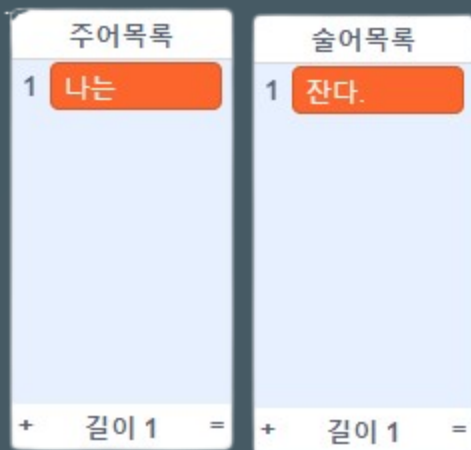 주어목록
1 나는
+ 길이 1 =
술어목록
1 잔다.
+ 길이 1 =